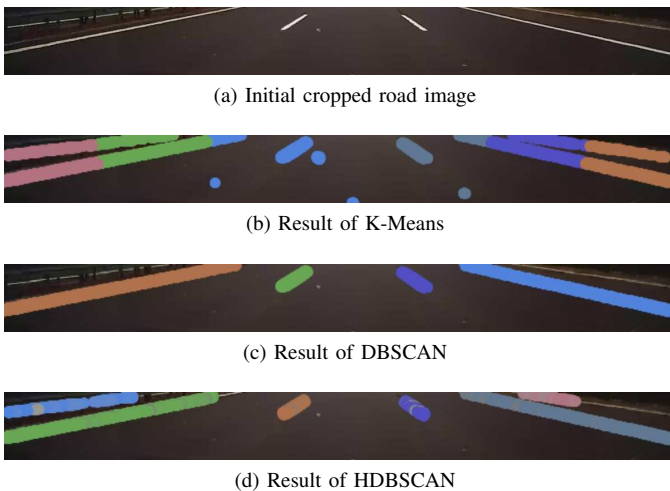 (a) Initial cropped road image
(b) Result of K-Means
(c) Result of DBSCAN
(d) Result of HDBSCAN